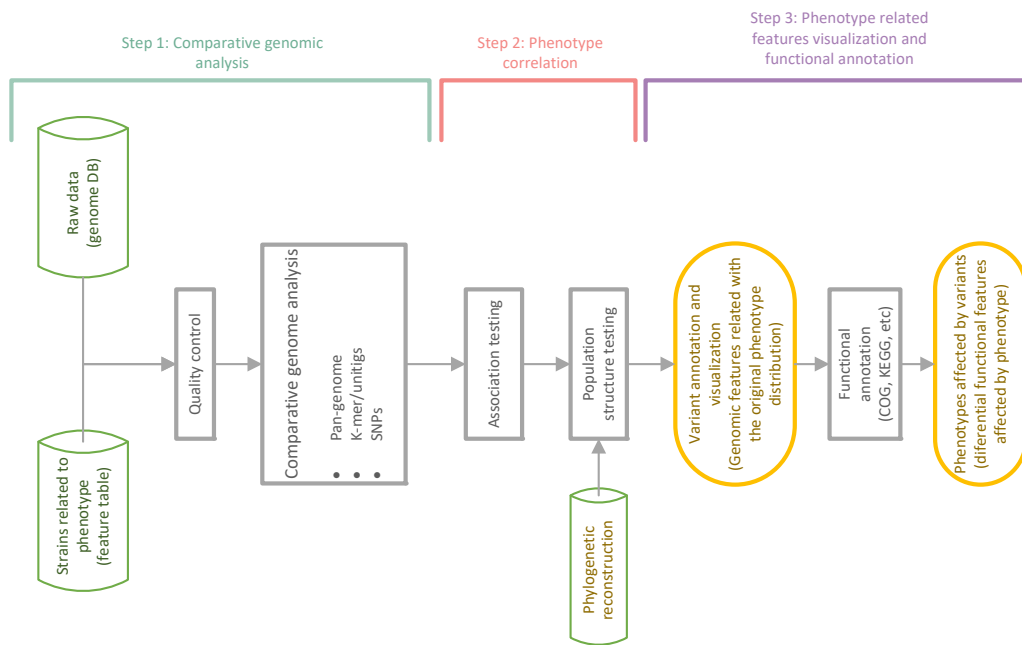 Step 1: Comparative genomic
analysis
Step 2: Phenotype
correlation
Step 3: Phenotype related
features visualization and
functional annotation
Raw data
(genome DB)
Strains related to
phenotype
(feature table)
Quality control
Comparative genome analysis
Pan-genome
K-mer/unitigs
SNPs
• • •
Association testing
Population
structure testing
Phylogenetic
reconstruction
Variant annotation and
visualization
(Genomic features related with
the original phenotype
distribution)
Functional
annotation
(COG, KEGG, etc)
Phenotypes affected by variants
(diferential functional features
affected by phenotype)